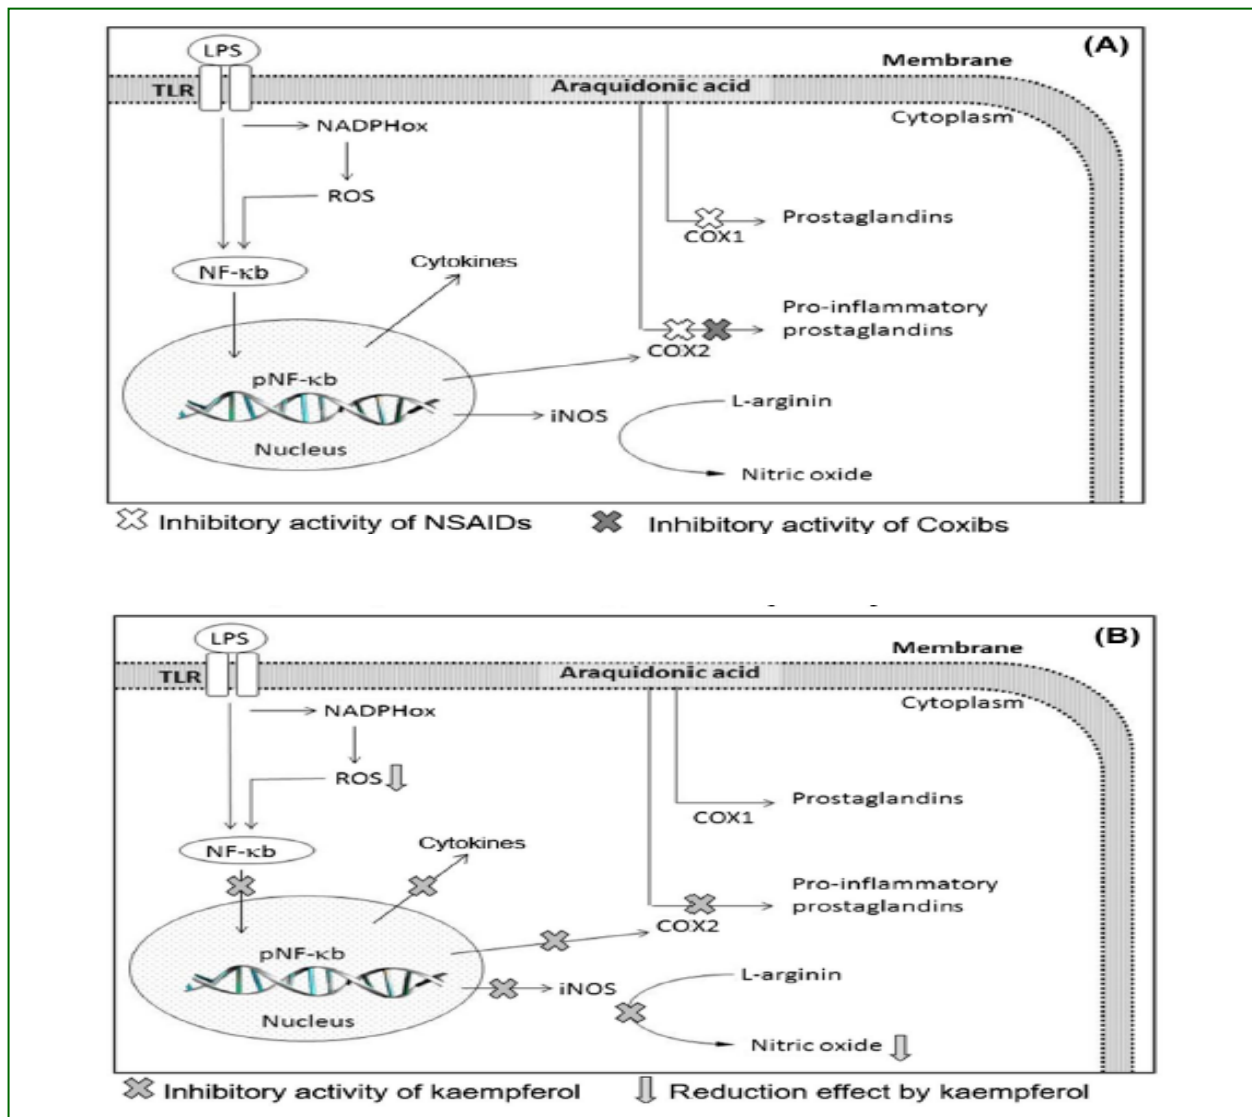 (A)
LPS
Membrane
TLR
Araquidonic acid
Cytoplasm
NADPHox
ROS
Prostaglandins
COX1
NF-κb
Cytokines
Pro-inflammatory
prostaglandins
COX2
pNF-κb
L-arginin
iNOS
Nucleus
Nitric oxide
Inhibitory activity of NSAIDs
Inhibitory activity of Coxibs
(B)
LPS
Membrane
TLR
Araquidonic acid
Cytoplasm
NADPHox
ROS
Prostaglandins
COX1
Cytokines
NF-κb
Pro-inflammatory
prostaglandins
COX2
pNF-κb
L-arginin
iNOS
Nucleus
Nitric oxide
Inhibitory activity of kaempferol
Reduction effect by kaempferol